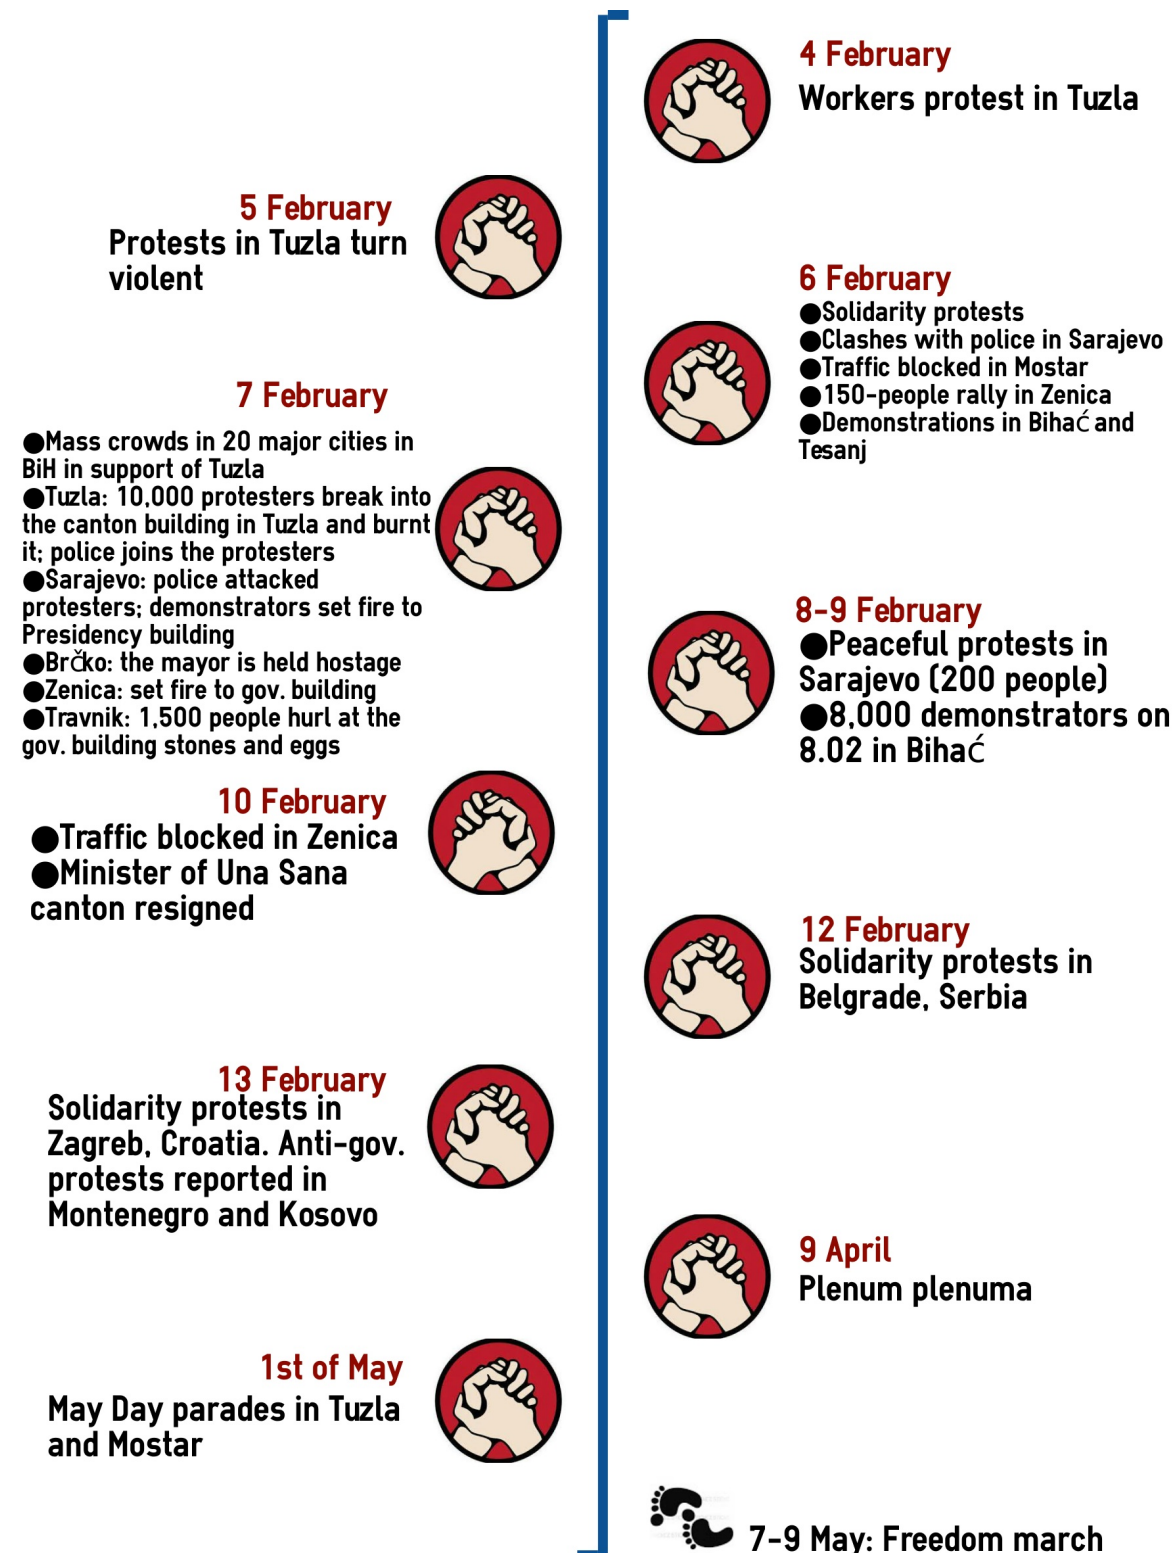 4 February
Workers protest in Tuzla
5 February
Protests in Tuzla turn
violent
6 February
●Solidarity protests
●Clashes with police in Sarajevo
●Traffic blocked in Mostar
●150-people rally in Zenica
●Demonstrations in Bihać and
Tesanj
7 February
●Mass crowds in 20 major cities in
BiH in support of Tuzla
●Tuzla: 10,000 protesters break into
the canton building in Tuzla and burnt
it; police joins the protesters
●Sarajevo: police attacked
protesters; demonstrators set fire to
Presidency building
●Brčko: the mayor is held hostage
●Zenica: set fire to gov. building
●Travnik: 1,500 people hurl at the
gov. building stones and eggs
8-9 February
●Peaceful protests in
Sarajevo (200 people)
●8,000 demonstrators on
8.02 in Bihać
10 February
●Traffic blocked in Zenica
●Minister of Una Sana
canton resigned
12 February
Solidarity protests in
Belgrade, Serbia
13 February
Solidarity protests in
Zagreb, Croatia. Anti-gov.
protests reported in
Montenegro and Kosovo
9 April
Plenum plenuma
1st of May
May Day parades in Tuzla
and Mostar
7-9 May: Freedom march